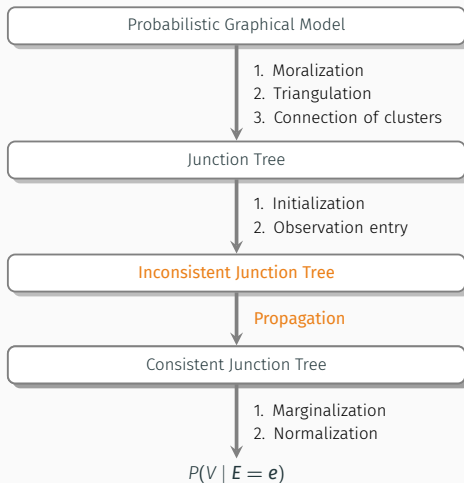 Probabilistic Graphical Model
1. Moralization
2. Triangulation
3. Connection of clusters
Junction Tree
1. Initialization
2. Observation entry
Inconsistent Junction Tree
Propagation
Consistent Junction Tree
1. Marginalization
2. Normalization
P(V | E = e)